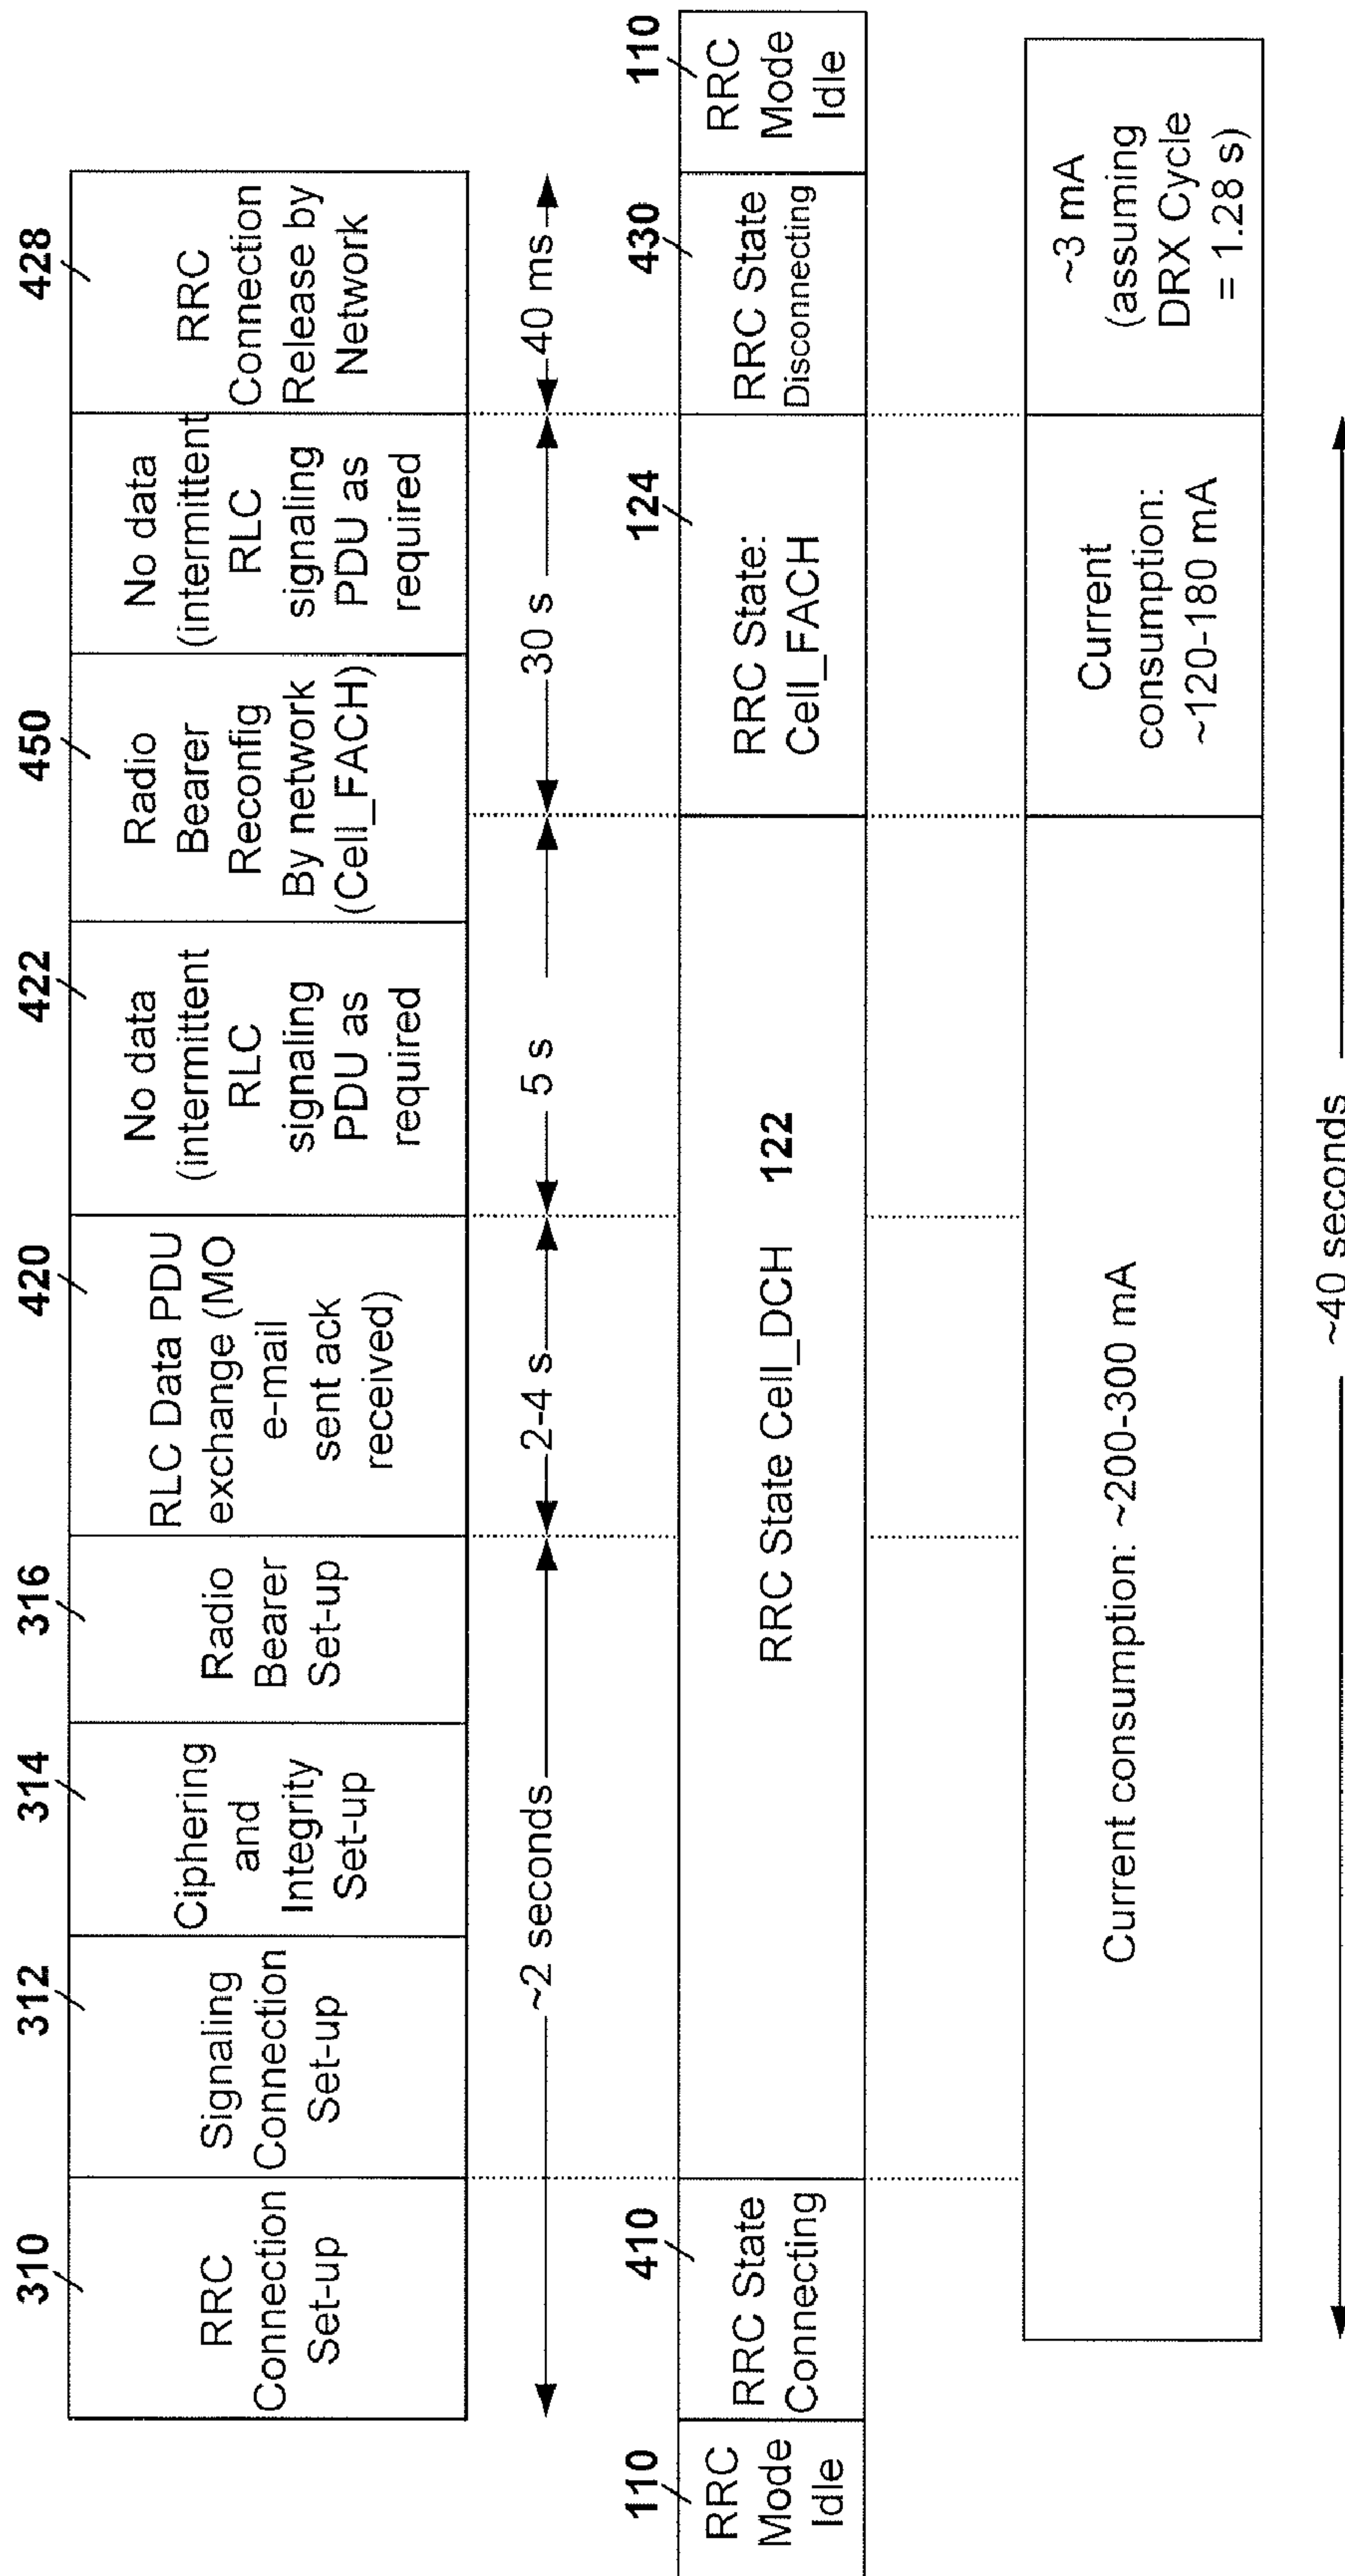 310
RRC
Connection
Set-up
312
Signaling
Connection
Set-up
314
Ciphering
and
Integrity
Set-up
316
Radio
Bearer
Set-up
420
RLC Data PDU
exchange (MO
e-mail
sent ack
received)
422
No data
(intermittent
RLC
signaling
PDU as
required
450
Radio
Bearer
Reconfig
By network
(Cell_FACH)
No data
(intermittent
RLC
signaling
PDU as
required
428
RRC
Connection
Release by
Network
~2 seconds
2-4 s
5 s
30 s
40 ms
110
RRC
Mode
Idle
410
RRC State
Connecting
RRC State Cell_DCH 122
124
RRC State:
Cell_FACH
430
RRC State
Disconnecting
110
RRC
Mode
Idle
Current consumption: ~200-300 mA
Current
consumption:
~120-180 mA
~3 mA
(assuming
DRX Cycle
= 1.28 s)
~40 seconds